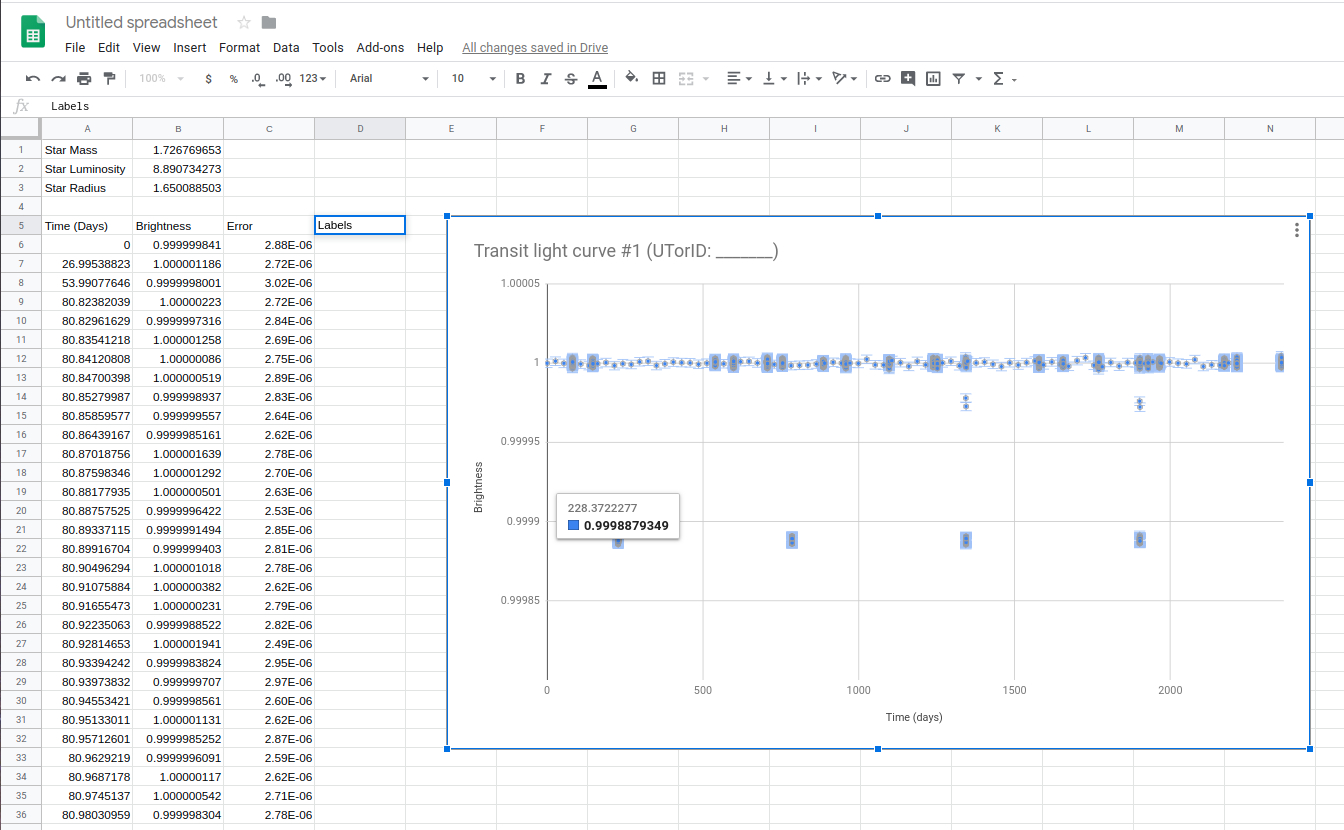 Untitled spreadsheet
File Edit View Insert Format Data Tools Add-ons Help All changes saved in Drive
100% $ % .0 .00 123 Arial 10 B I S A
fx Labels
A B C D E F G H I J K L M N
1 Star Mass 1.726769653
2 Star Luminosity 8.890734273
3 Star Radius 1.650088503
4
5 Time (Days) Brightness Error Labels
6 0 0.999999841 2.88E-06
7 26.99538823 1.000001186 2.72E-06
8 53.99077646 0.9999998001 3.02E-06
9 80.82382039 1.00000223 2.72E-06
10 80.82961629 0.9999997316 2.84E-06
11 80.83541218 1.000001258 2.69E-06
12 80.84120808 1.00000086 2.75E-06
13 80.84700398 1.000000519 2.89E-06
14 80.85279987 0.999998937 2.83E-06
15 80.85859577 0.999999557 2.64E-06
16 80.86439167 0.9999985161 2.62E-06
17 80.87018756 1.000001639 2.78E-06
18 80.87598346 1.000001292 2.70E-06
19 80.88177935 1.000000501 2.63E-06
20 80.88757525 0.9999996422 2.53E-06
21 80.89337115 0.9999991494 2.85E-06
22 80.89916704 0.999999403 2.81E-06
23 80.90496294 1.000001018 2.78E-06
24 80.91075884 1.000000382 2.62E-06
25 80.91655473 1.000000231 2.79E-06
26 80.92235063 0.9999988522 2.82E-06
27 80.92814653 1.000001941 2.49E-06
28 80.93394242 0.9999983824 2.95E-06
29 80.93973832 0.999999707 2.97E-06
30 80.94553421 0.999998561 2.60E-06
31 80.95133011 1.000001131 2.62E-06
32 80.95712601 0.9999985252 2.87E-06
33 80.9629219 0.9999996091 2.59E-06
34 80.9687178 1.00000117 2.62E-06
35 80.9745137 1.000000542 2.71E-06
36 80.98030959 0.999998304 2.78E-06
Transit light curve #1 (UTorID: _______)
1.00005
1
0.99995
0.9999
0.99985
Brightness
228.3722277
0.9998879349
0 500 1000 1500 2000
Time (days)